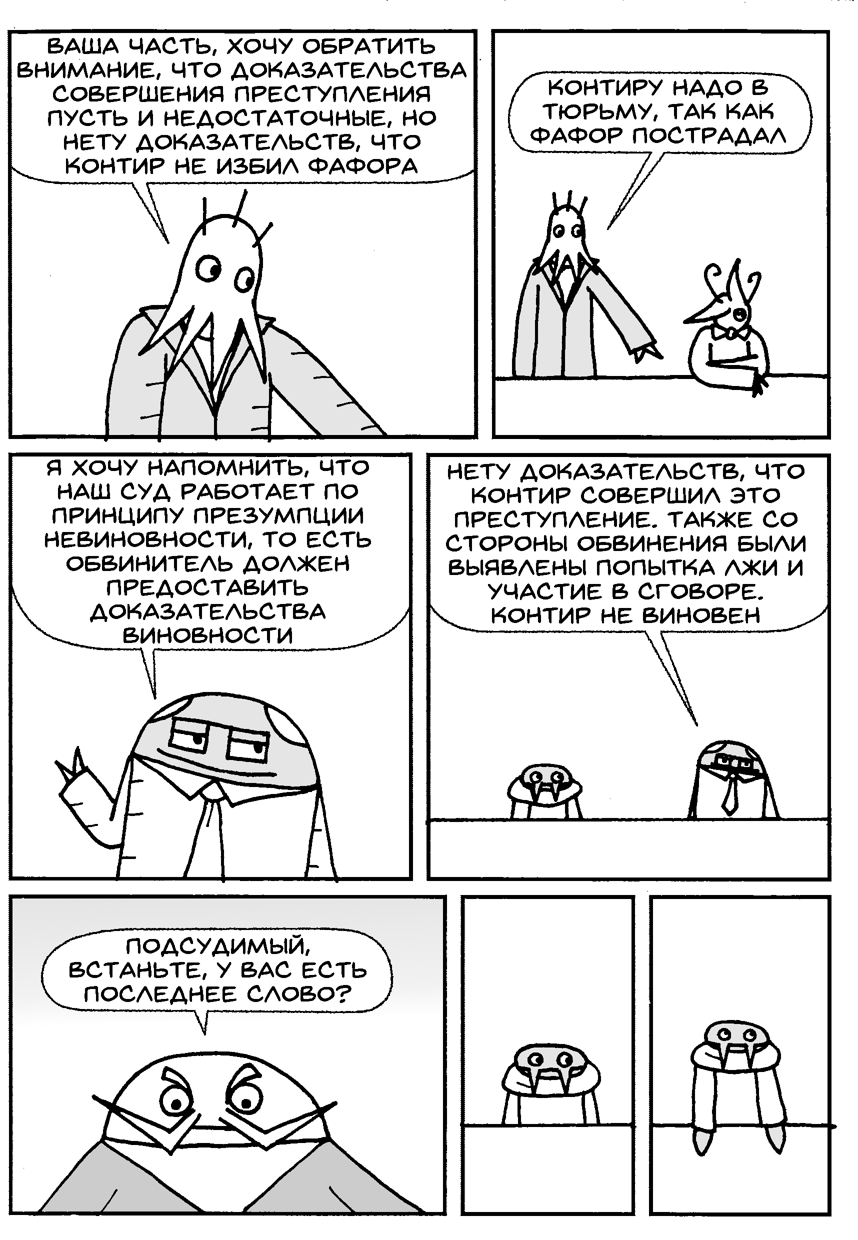 ВАША ЧАСТЬ, ХОЧУ ОБРАТИТЬ
ВНИМАНИЕ, ЧТО ДОКАЗАТЕЛЬСТВА
СОВЕРШЕНИЯ ПРЕСТУПЛЕНИЯ
ПУСТЬ И НЕДОСТАТОЧНЫЕ, НО
НЕТУ ДОКАЗАТЕЛЬСТВ, ЧТО
КОНТИР НЕ ИЗБИЛ ФАФОРА
КОНТИРУ НАДО В
ТЮРЬМУ, ТАК КАК
ФАФОР ПОСТРАДАЛ
Я ХОЧУ НАПОМНИТЬ, ЧТО
НАШ СУД РАБОТАЕТ ПО
ПРИНЦИПУ ПРЕЗУМПЦИИ
НЕВИНОВНОСТИ, ТО ЕСТЬ
ОБВИНИТЕЛЬ ДОЛЖЕН
ПРЕДОСТАВИТЬ
ДОКАЗАТЕЛЬСТВА
ВИНОВНОСТИ
НЕТУ ДОКАЗАТЕЛЬСТВ, ЧТО
КОНТИР СОВЕРШИЛ ЭТО
ПРЕСТУПЛЕНИЕ. ТАКЖЕ СО
СТОРОНЫ ОБВИНЕНИЯ БЫЛИ
ВЫЯВЛЕНЫ ПОПЫТКА ЛЖИ И
УЧАСТИЕ В СГОВОРЕ.
КОНТИР НЕ ВИНОВЕН
ПОДСУДИМЫЙ,
ВСТАНЬТЕ, У ВАС ЕСТЬ
ПОСЛЕДНЕЕ СЛОВО?